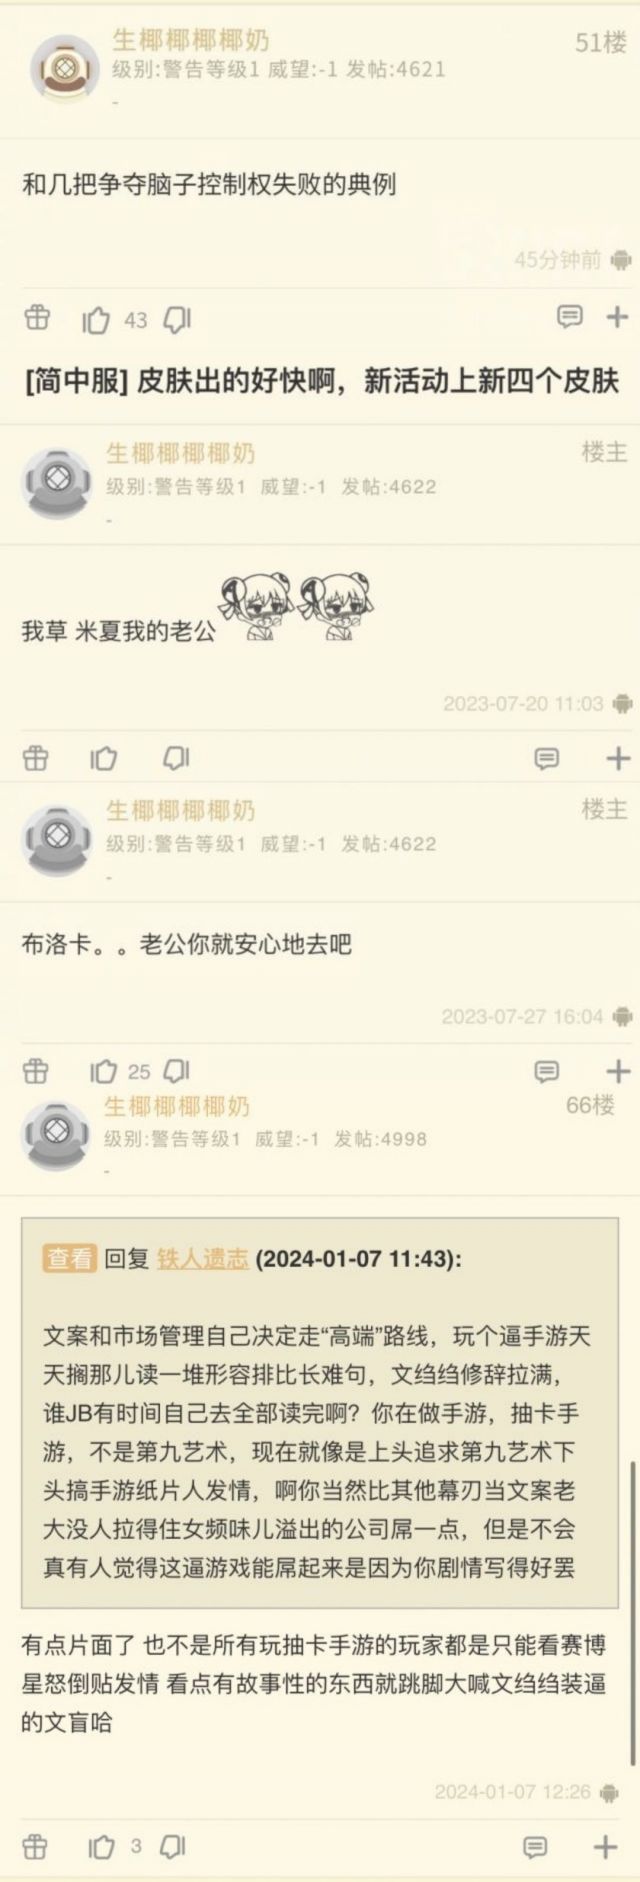 生椰椰椰椰奶
51楼
级别:警告等级1 威望:-1 发帖:4621
-
和几把争夺脑子控制权失败的典例
45分钟前
43
[简中服] 皮肤出的好快啊，新活动上新四个皮肤
生椰椰椰椰奶
楼主
级别:警告等级1 威望:-1 发帖:4622
-
我草 米夏我的老公
2023-07-20 11:03
生椰椰椰椰奶
楼主
级别:警告等级1 威望:-1 发帖:4622
-
布洛卡。。老公你就安心地去吧
2023-07-27 16:04
25
生椰椰椰椰奶
66楼
级别:警告等级1 威望:-1 发帖:4998
-
查看 回复 铁人遗志 (2024-01-07 11:43):
文案和市场管理自己决定走“高端”路线，玩个逼手游天
天搁那儿读一堆形容排比长难句，文绉绉修辞拉满，
谁JB有时间自己去全部读完啊？你在做手游，抽卡手
游，不是第九艺术，现在就像是上头追求第九艺术下
头搞手游纸片人发情，啊你当然比其他幕刃当文案老
大没人拉得住女频味儿溢出的公司屌一点，但是不会
真有人觉得这逼游戏能屌起来是因为你剧情写得好罢
有点片面了 也不是所有玩抽卡手游的玩家都是只能看赛博
星怒倒贴发情 看点有故事性的东西就跳脚大喊文绉绉装逼
的文盲哈
2024-01-07 12:26
3